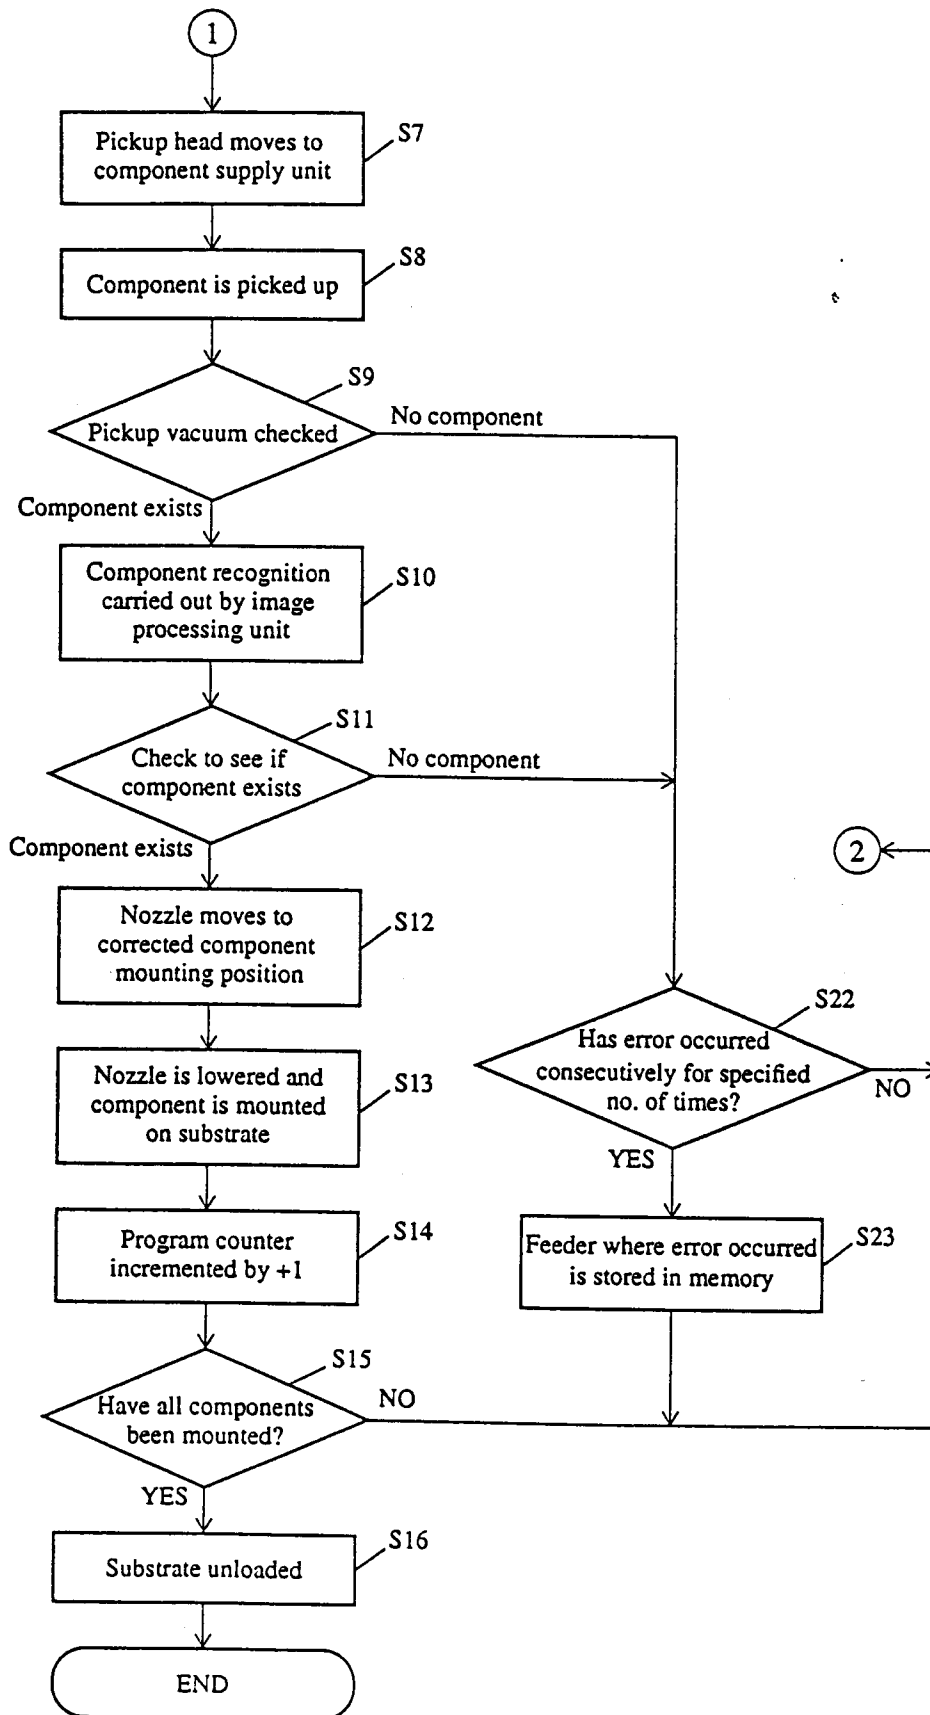 1
Pickup head moves to
component supply unit
S7
Component is picked up
S8
Pickup vacuum checked
S9
No component
Component exists
Component recognition
carried out by image
processing unit
S10
Check to see if
component exists
S11
No component
Component exists
2
Nozzle moves to
corrected component
mounting position
S12
Has error occurred
consecutively for specified
no. of times?
S22
NO
YES
Nozzle is lowered and
component is mounted
on substrate
S13
Program counter
incremented by +1
S14
Feeder where error occurred
is stored in memory
S23
Have all components
been mounted?
S15
NO
YES
Substrate unloaded
S16
END